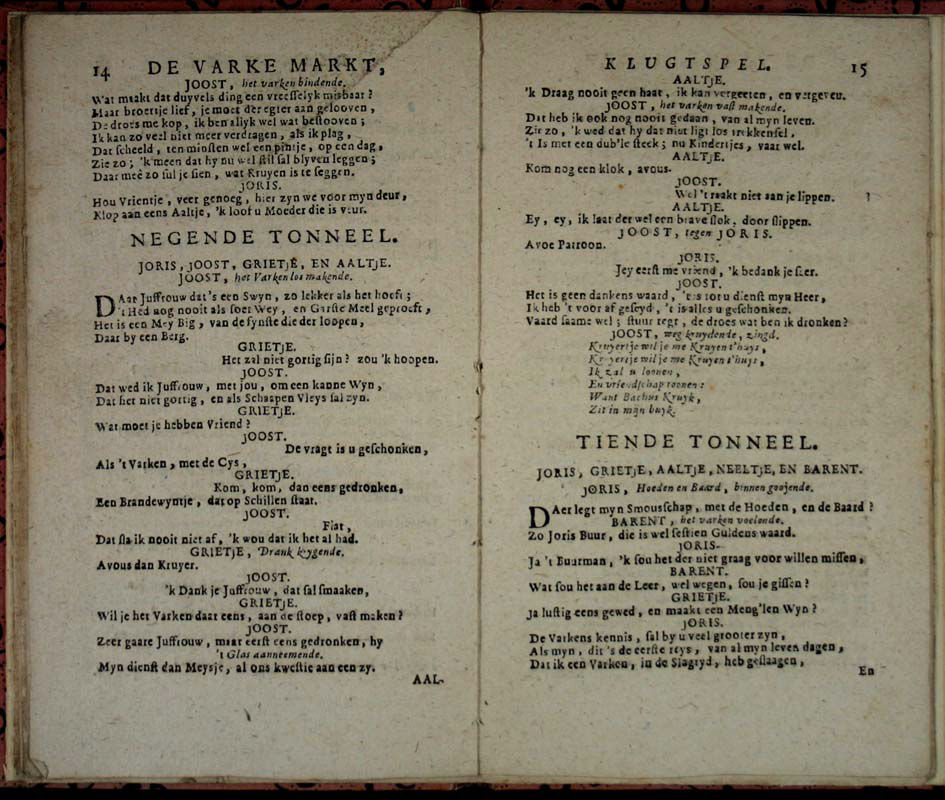 14 DE VARKE MARKT,
JOOST, het varken bindende.
Wat maakt dat duyvels ding een vreesselyk misbaar?
Maar broertje lief, je moet d'er egter aan gelooven,
De droes me kop, ik ben aliyk wel wat bestooven;
Ik kan zo veel niet meer verdragen, als ik plag,
Dat scheeld, ten minsten wel een pintje, op een dag,
Zie zo; 'k meen dat hy nu wel stil sal blyven leggen;
Daar meê zo sul je sien, wat Kruyen is te seggen.
JORIS.
Hou Vrientje, veer genoeg, hier zyn we voor myn deur,
Klop aan eens Aaltje, 'k loof u Moeder die is veur.
NEGENDE TONNEEL.
JORIS, JOOST, GRIETJE, EN AALTJE.
JOOST, het Varken los makende.
DAar Juffrouw dat's een Swyn, zo lekker als het hoeft;
't Hed nog nooit als soet Wey, en Garste Meel geproeft,
Het is een Mey Big, van de fynste die der loopen,
Daar by een Berg.
GRIETJE.
Het zal niet gortig sijn? zou 'k hoopen.
JOOST.
Dat wed ik Juffrouw, met jou, om een kanne Wyn,
Dat siet niet gortig, en als Schaapen Vleys sal zyn.
GRIETJE.
Wat moet je hebben Vriend?
JOOST.
De vragt is u geschonken,
Als 't Varken, met de Cys,
GRIETJE.
Kom, kom, dan eens gedronken,
Een Brandewyntje, dat op Schillen staat.
JOOST.
Fiat,
Dat sla ik nooit niet af, 'k wou dat ik het al had.
GRIETJE, Drank krygende.
Avous dan Kruyer.
JOOST.
'k Dank je Juffrouw, dat sal smaaken,
GRIETJE.
Wil je het Varken daar eens, aan de stoep, vast maken?
JOOST.
Zeer gaare Juffrouw, maar eerst eens gedronken, hy
't Glas aanneemende.
Myn dienst dan Meysje, al ons kwestie aan een zy.
AAL-
KLUGTSPEL. 15
AALTJE.
'k Draag nooit geen haat, ik kan vergeeten, en vergeven.
JOOST, het varken vast makende.
Dat heb ik ook nog nooit gedaan, van al myn leven.
Zie zo, 'k wed dat hy dat niet ligt los trekken sel,
't Is met een dub'le steek; nu Kindertjes, vaar wel.
AALTJE.
Kom nog een klok, avous.
JOOST.
Wel 't raakt niet aan je lippen.
AALTJE.
Ey, ey, ik laat der wel een brave slok, door slippen.
JOOST, tegen JORIS.
Avoe Patroon.
JORIS.
Jey eerst me vriend, 'k bedank je seer.
JOOST.
Het is geen dankens waard, 't is tot u dienst myn Heer,
Ik heb 't voor af geseyd, 't is alles u geschonken.
Vaard saame wel; stuur regt, de droes wat ben ik dronken?
JOOST, weg kruydende, zingd.
Kruyertje wil je me Kruyen t'huys,
Kruyertje wil je me Kruyen t'huys,
Ik zal u loonen,
En vriendschap toonen:
Want Bachus Kruyk,
Zit in mijn buyk.
TIENDE TONNEEL.
JORIS, GRIETJE, AALTJE, NEELTJE, EN BARENT.
JORIS, Hoeden en Baard, binnen goojende.
DAer legt myn Smousschap, met de Hoeden, en de Baard?
BARENT, het varken voelende.
Zo Joris Buur, die is wel sestien Guldens waard.
JORIS.
Ja 't Buurman, 'k sou het der niet graag voor willen missen,
BARENT.
Wat sou het aan de Leer, wel wegen, sou je gissen?
GRIETJE.
Ja lustig eens gewed, en maakt een Meng'len Wyn?
JORIS.
De Varkens kennis, sal by u veel grooter zyn,
Als myn, dit 's de eerste reys, van al myn leven dagen,
Dat ik een Varken, in de Slagtyd, heb geslaagen,
En